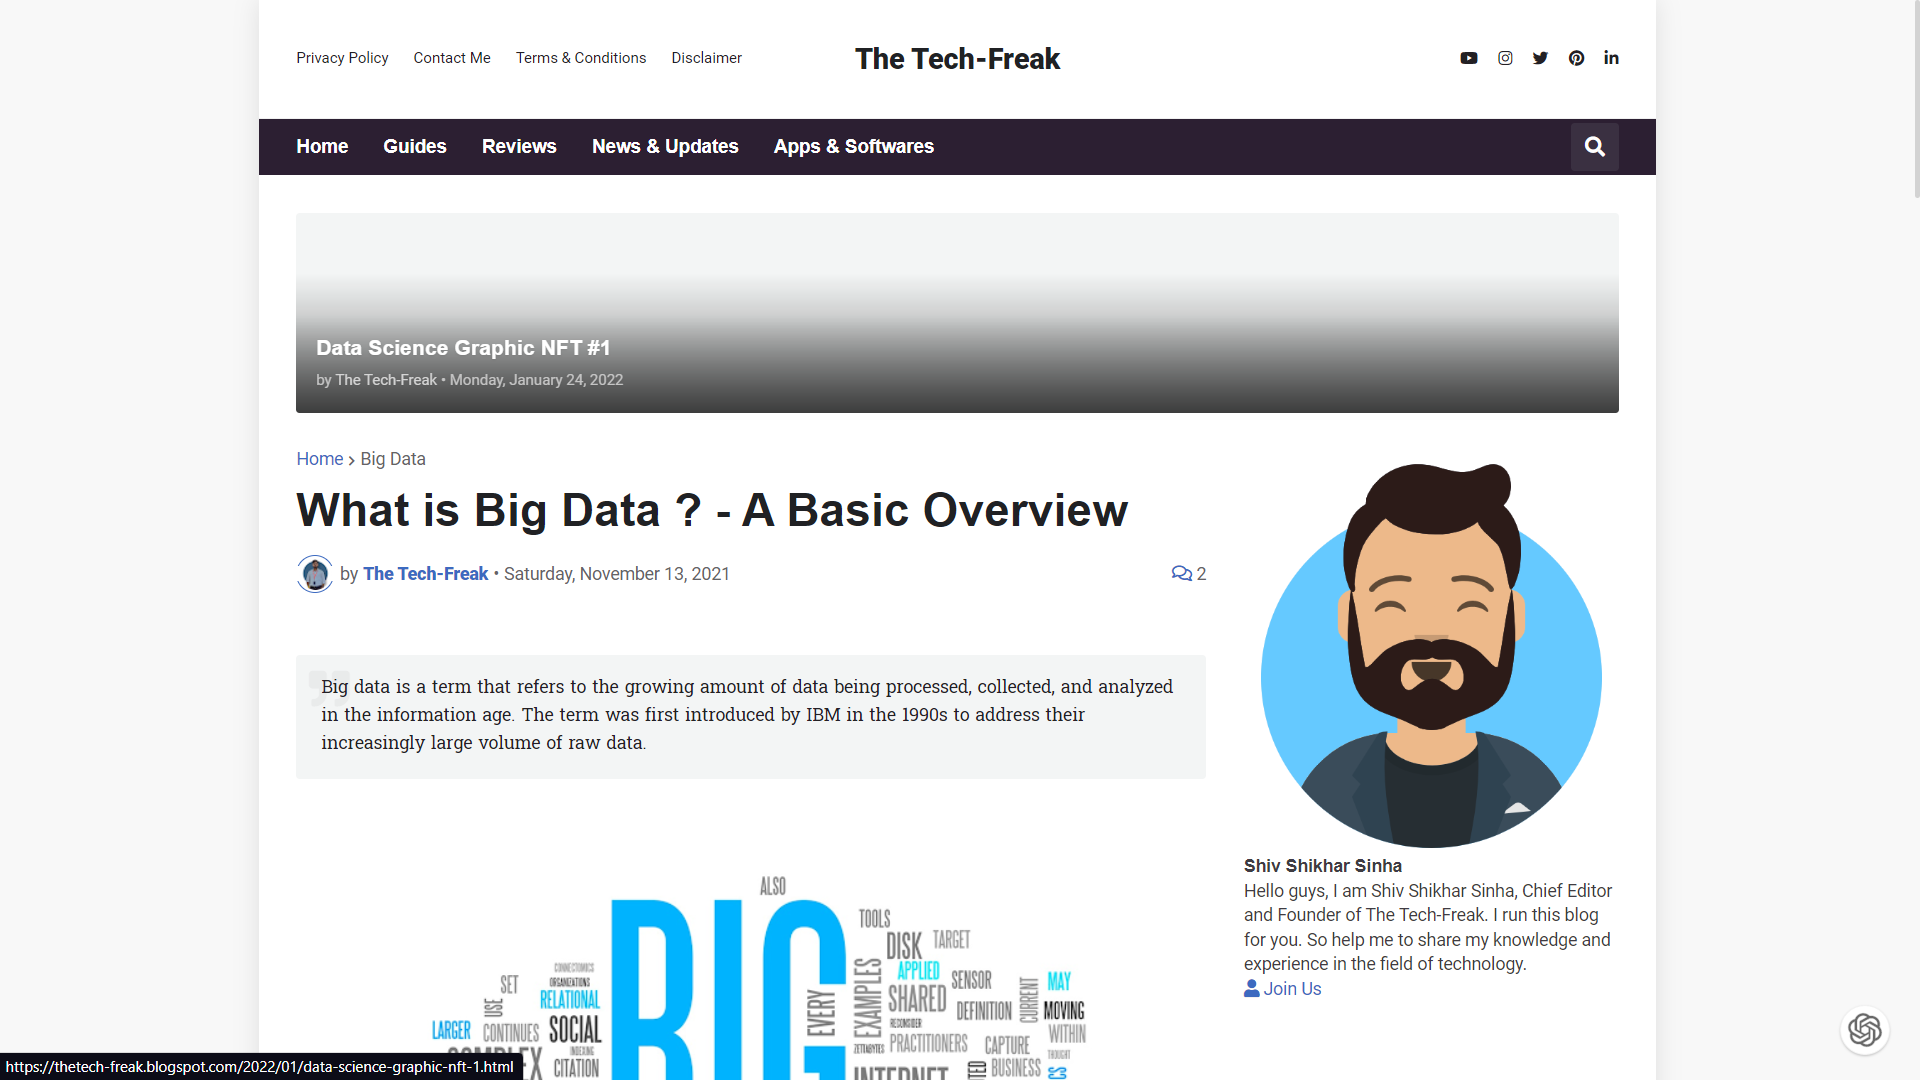 Privacy Policy Contact Me Terms & Conditions Disclaimer
The Tech-Freak
Home Guides Reviews News & Updates Apps & Softwares
Data Science Graphic NFT #1
by The Tech-Freak • Monday, January 24, 2022
Home › Big Data
What is Big Data ? - A Basic Overview
by The Tech-Freak • Saturday, November 13, 2021
2
Big data is a term that refers to the growing amount of data being processed, collected, and analyzed
in the information age. The term was first introduced by IBM in the 1990s to address their
increasingly large volume of raw data.
Shiv Shikhar Sinha
Hello guys, I am Shiv Shikhar Sinha, Chief Editor
and Founder of The Tech-Freak. I run this blog
for you. So help me to share my knowledge and
experience in the field of technology.
Join Us
ALSO
BIG
TOOLS
DISK
TARGET
APPLIED
SENSOR
SHARED
EXAMPLES
EVERY
CURRENT
MAY
DEFINITION
MOVING
RECONSIDER
WITHIN
PRACTITIONERS
ZETTABYTES
CAPTURE
THOUGHT
BUSINESS
INTERNET
CONNECTOMICS
ORGANIZATIONS
SET
RELATIONAL
USE
LARGER
CONTINUES
SOCIAL
INDEXING
COMPLEX
CITATION
https://thetech-freak.blogspot.com/2022/01/data-science-graphic-nft-1.html